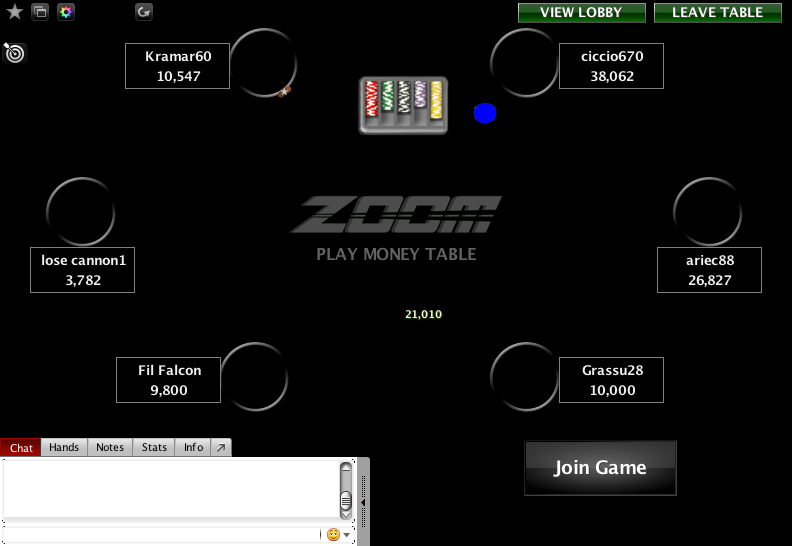 VIEW LOBBY
LEAVE TABLE
Kramar60
10,547
ciccio670
38,062
ZOOM
PLAY MONEY TABLE
lose cannon1
3,782
ariec88
26,827
21,010
Fil Falcon
9,800
Grassu28
10,000
Chat Hands Notes Stats Info
Join Game